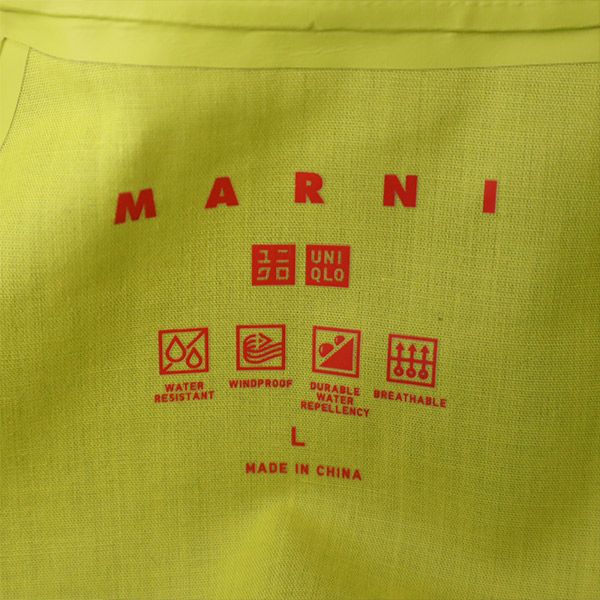 MARNI
ユニ UNI
クロ QLO
WATER RESISTANT
WINDPROOF
DURABLE WATER REPELLENCY
BREATHABLE
L
MADE IN CHINA